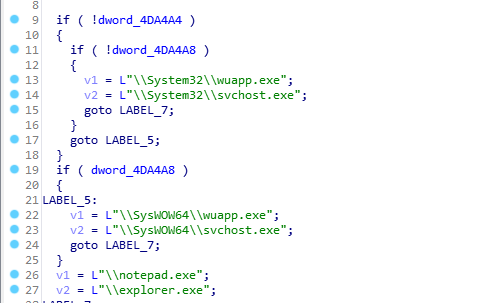 8
9 if ( !dword_4DA4A4 )
10 {
11 if ( !dword_4DA4A8 )
12 {
13 v1 = L"\\System32\\wuapp.exe";
14 v2 = L"\\System32\\svchost.exe";
15 goto LABEL_7;
16 }
17 goto LABEL_5;
18 }
19 if ( dword_4DA4A8 )
20 {
21 LABEL_5:
22 v1 = L"\\SysWOW64\\wuapp.exe";
23 v2 = L"\\SysWOW64\\svchost.exe";
24 goto LABEL_7;
25 }
26 v1 = L"\\notepad.exe";
27 v2 = L"\\explorer.exe";